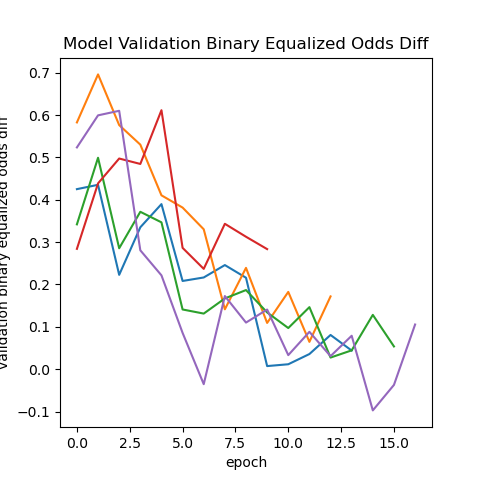 Model Validation Binary Equalized Odds Diff
validation binary equalized odds diff
0.7
0.6
0.5
0.4
0.3
0.2
0.1
0.0
−0.1
0.0 2.5 5.0 7.5 10.0 12.5 15.0
epoch